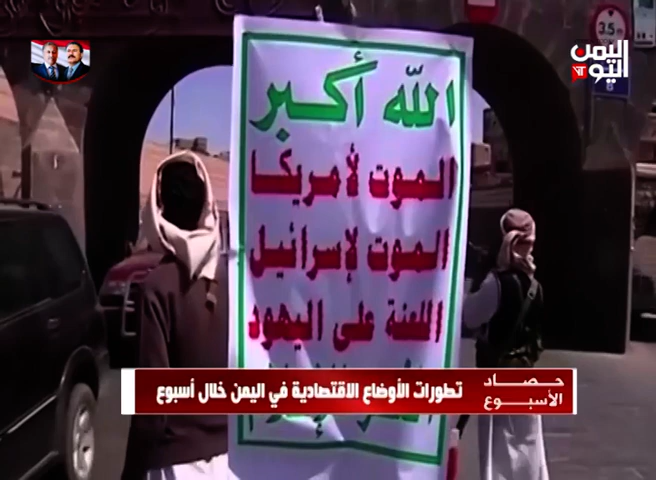 اليمن
اليوم
3.5 m
الله أكبر
الموت لأمريكا
الموت لإسرائيل
اللعنة على اليهود
حصاد
الأسبوع
تطورات الأوضاع الاقتصادية في اليمن خلال أسبوع